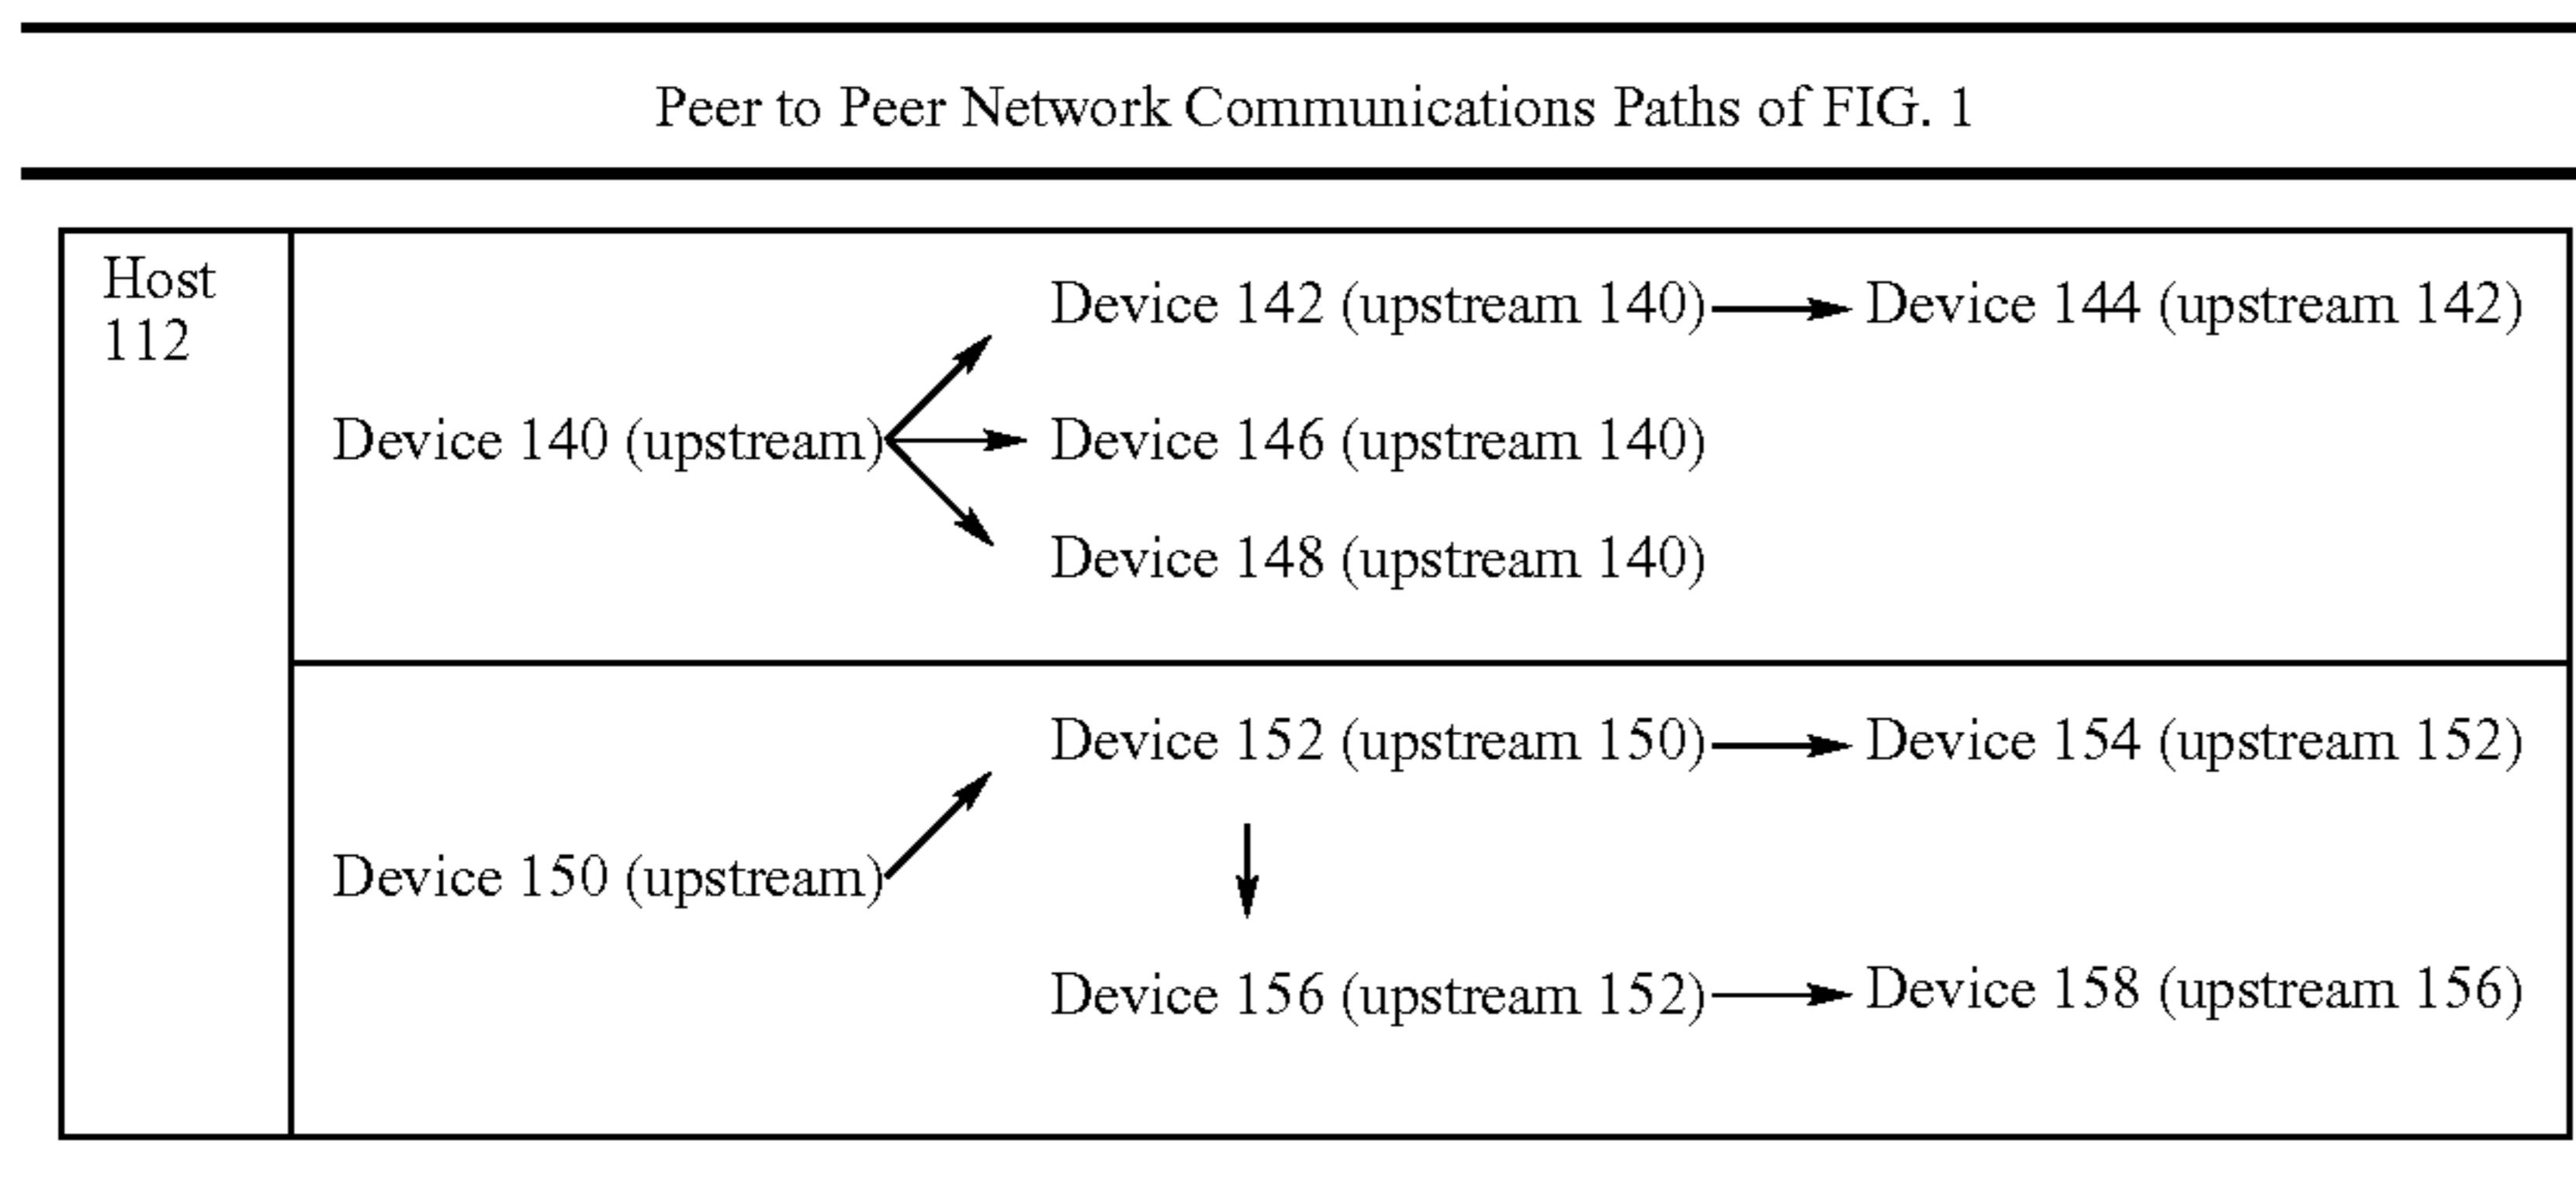 Peer to Peer Network Communications Paths of FIG. 1
Host
112
Device 142 (upstream 140) Device 144 (upstream 142)
Device 140 (upstream) Device 146 (upstream 140)
Device 148 (upstream 140)
Device 152 (upstream 150) Device 154 (upstream 152)
Device 150 (upstream)
Device 156 (upstream 152) Device 158 (upstream 156)